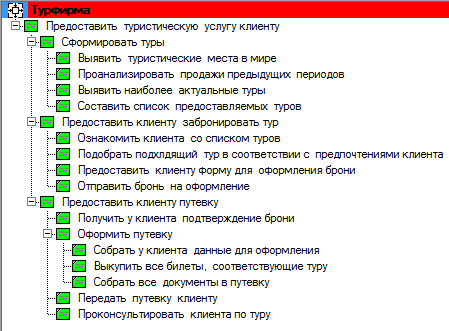 Турфирма
Предоставить туристическую услугу клиенту
Сформировать туры
Выявить туристические места в мире
Проанализировать продажи предыдущих периодов
Выявить наиболее актуальные туры
Составить список предоставляемых туров
Предоставить клиенту забронировать тур
Ознакомить клиента со списком туров
Подобрать подхлдящий тур в соответствии с предпочтениями клиента
Предоставить клиенту форму для оформления брони
Отправить бронь на оформление
Предоставить клиенту путевку
Получить у клиента подтверждение брони
Оформить путевку
Собрать у клиента данные для оформления
Выкупить все билеты, соответствующие туру
Собрать все документы в путевку
Передать путевку клиенту
Проконсультировать клиента по туру